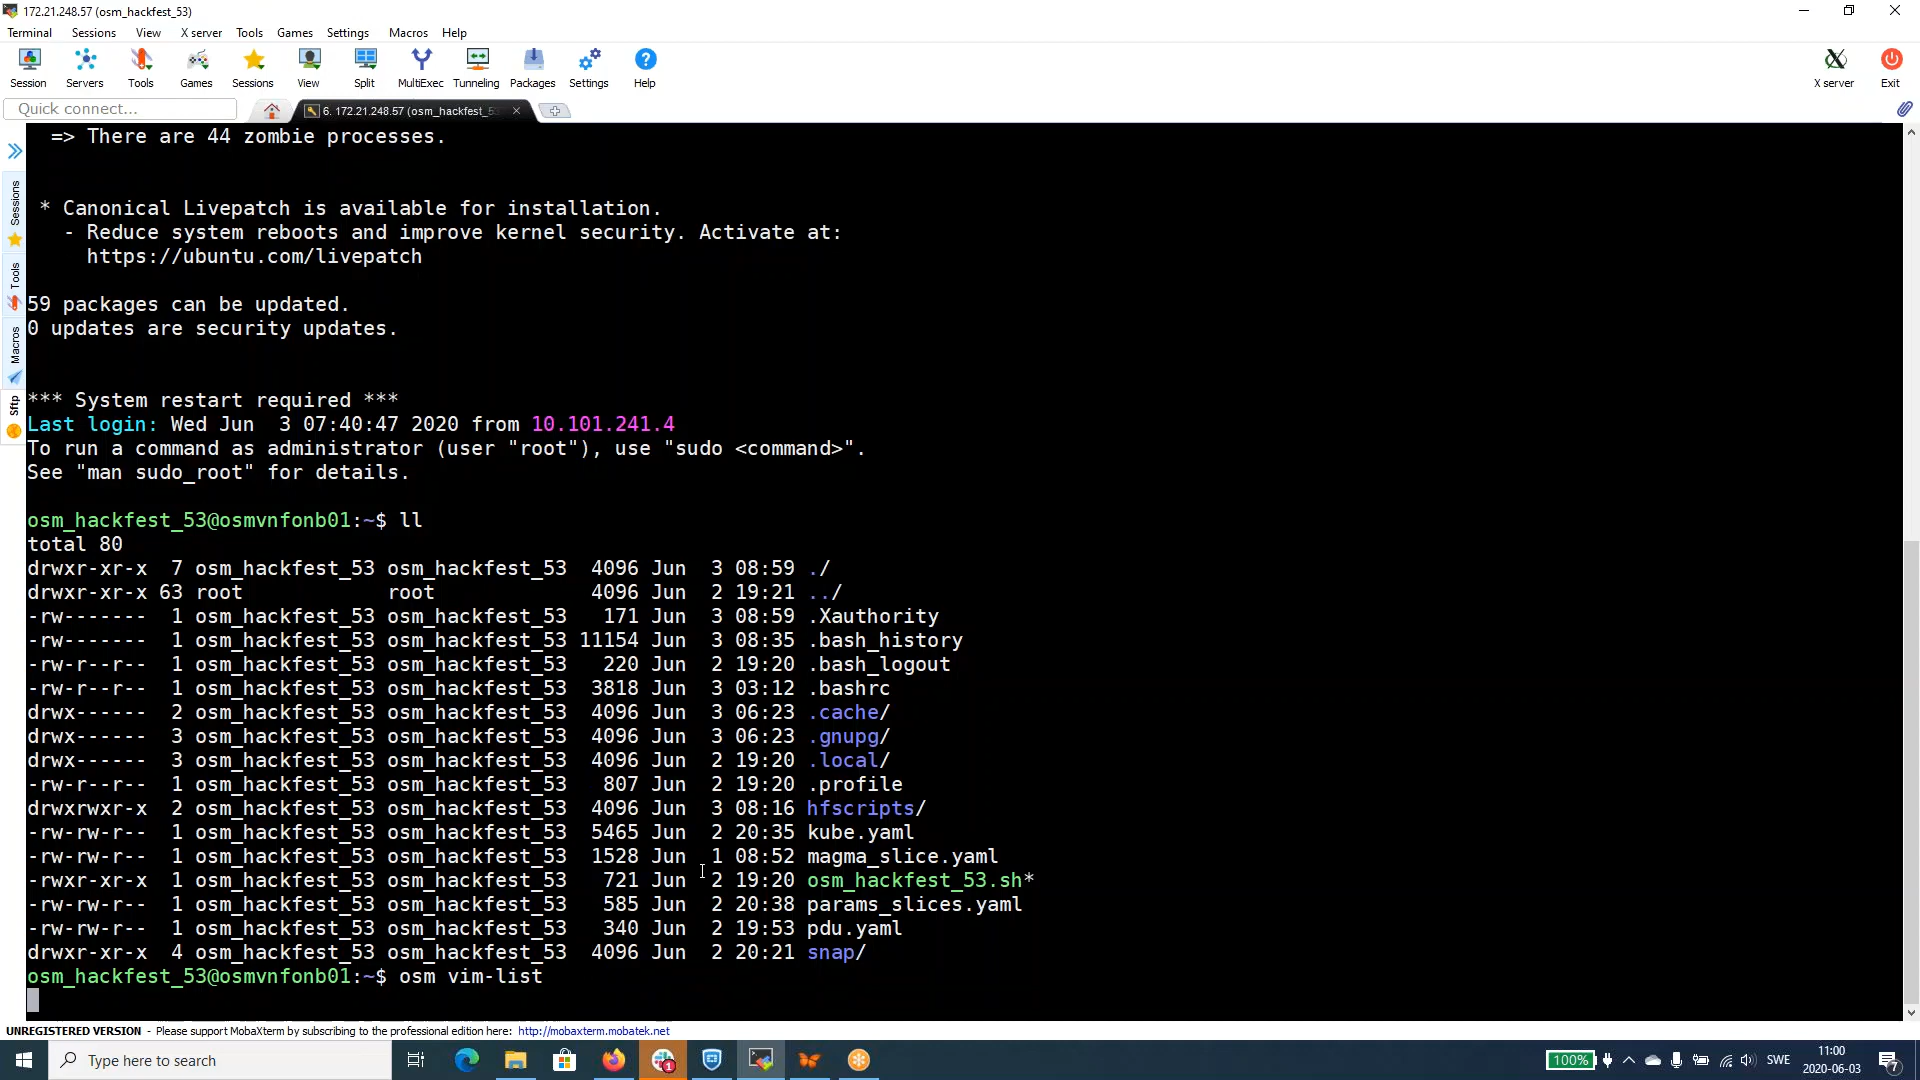 172.21.248.57 (osm_hackfest_53)
Terminal Sessions View X server Tools Games Settings Macros Help
Session Servers Tools Games Sessions View Split MultiExec Tunneling Packages Settings Help X server Exit
Quick connect... 6. 172.21.248.57 (osm_hackfest_53
=> There are 44 zombie processes.
* Canonical Livepatch is available for installation.
- Reduce system reboots and improve kernel security. Activate at:
https://ubuntu.com/livepatch
59 packages can be updated.
0 updates are security updates.
*** System restart required ***
Last login: Wed Jun  3 07:40:47 2020 from 10.101.241.4
To run a command as administrator (user "root"), use "sudo <command>".
See "man sudo_root" for details.
osm_hackfest_53@osmvnfonb01:~$ ll
total 80
drwxr-xr-x  7 osm_hackfest_53 osm_hackfest_53  4096 Jun  3 08:59 ./
drwxr-xr-x 63 root            root             4096 Jun  2 19:21 ../
-rw-------  1 osm_hackfest_53 osm_hackfest_53   171 Jun  3 08:59 .Xauthority
-rw-------  1 osm_hackfest_53 osm_hackfest_53 11154 Jun  3 08:35 .bash_history
-rw-r--r--  1 osm_hackfest_53 osm_hackfest_53   220 Jun  2 19:20 .bash_logout
-rw-r--r--  1 osm_hackfest_53 osm_hackfest_53  3818 Jun  3 03:12 .bashrc
drwx------  2 osm_hackfest_53 osm_hackfest_53  4096 Jun  3 06:23 .cache/
drwx------  3 osm_hackfest_53 osm_hackfest_53  4096 Jun  3 06:23 .gnupg/
drwx------  3 osm_hackfest_53 osm_hackfest_53  4096 Jun  2 19:20 .local/
-rw-r--r--  1 osm_hackfest_53 osm_hackfest_53   807 Jun  2 19:20 .profile
drwxrwxr-x  2 osm_hackfest_53 osm_hackfest_53  4096 Jun  3 08:16 hfscripts/
-rw-rw-r--  1 osm_hackfest_53 osm_hackfest_53  5465 Jun  2 20:35 kube.yaml
-rw-rw-r--  1 osm_hackfest_53 osm_hackfest_53  1528 Jun  1 08:52 magma_slice.yaml
-rwxr-xr-x  1 osm_hackfest_53 osm_hackfest_53   721 Jun  2 19:20 osm_hackfest_53.sh*
-rw-rw-r--  1 osm_hackfest_53 osm_hackfest_53   585 Jun  2 20:38 params_slices.yaml
-rw-rw-r--  1 osm_hackfest_53 osm_hackfest_53   340 Jun  2 19:53 pdu.yaml
drwxr-xr-x  4 osm_hackfest_53 osm_hackfest_53  4096 Jun  2 20:21 snap/
osm_hackfest_53@osmvnfonb01:~$ osm vim-list
Sessions
Tools
Macros
Sftp
UNREGISTERED VERSION - Please support MobaXterm by subscribing to the professional edition here: http://mobaxterm.mobatek.net
Type here to search 1 100% SWE 11:00 7
2020-06-03